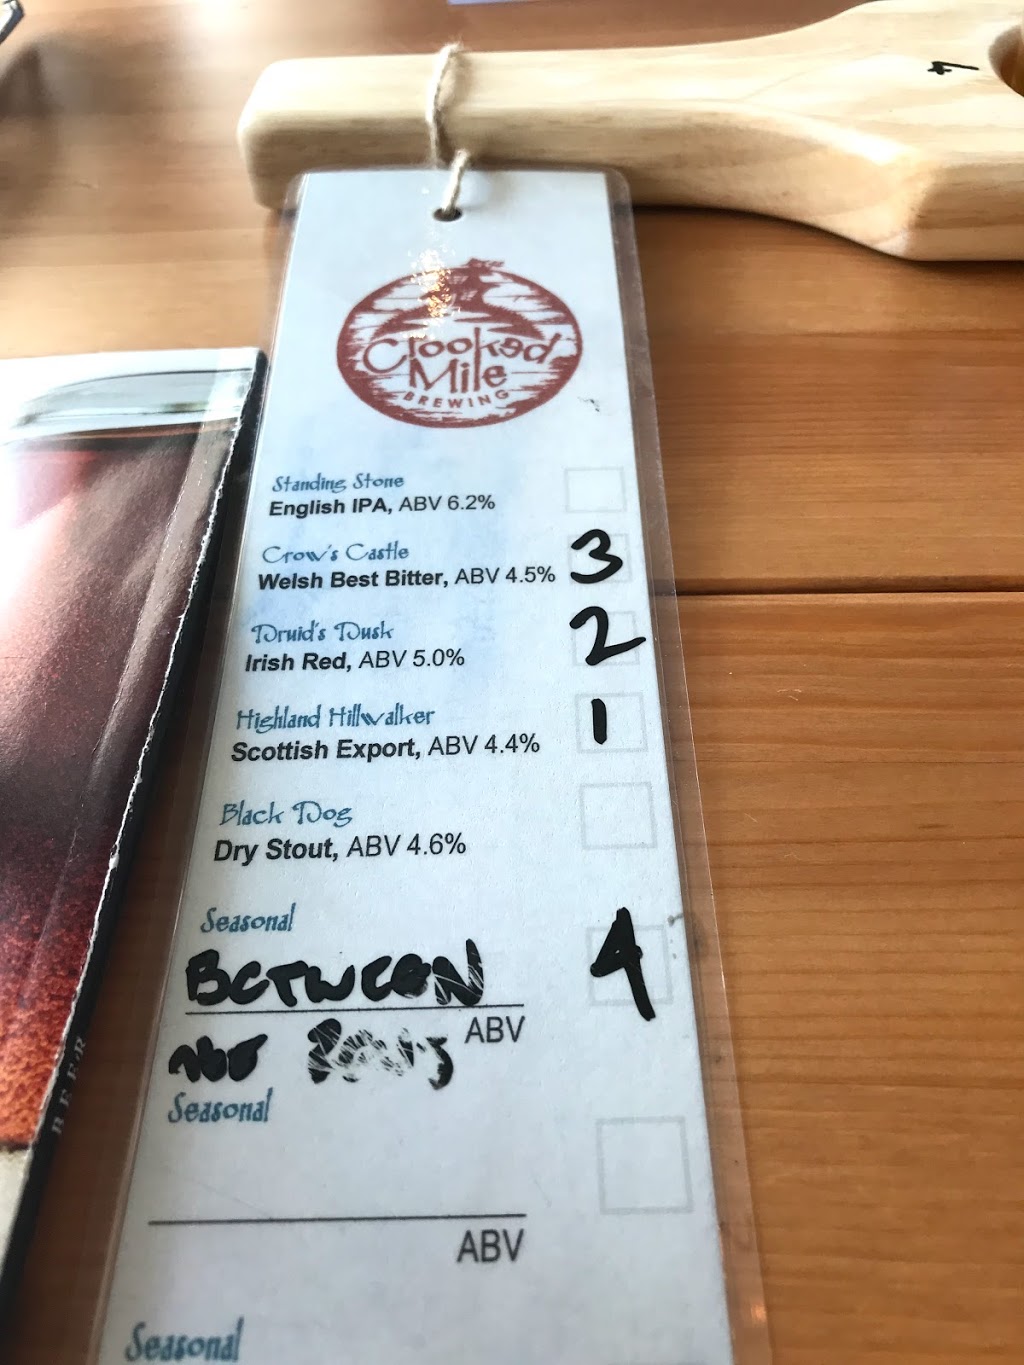 4
Crooked
Mile
BREWING
Standing Stone
English IPA, ABV 6.2%
Crow's Castle
Welsh Best Bitter, ABV 4.5% 3
Druid's Dusk
Irish Red, ABV 5.0% 2
Highland Hillwalker
Scottish Export, ABV 4.4% 1
Black Dog
Dry Stout, ABV 4.6%
Seasonal
BETWEEN 4
ABV
Seasonal
ABV
Seasonal
BEER